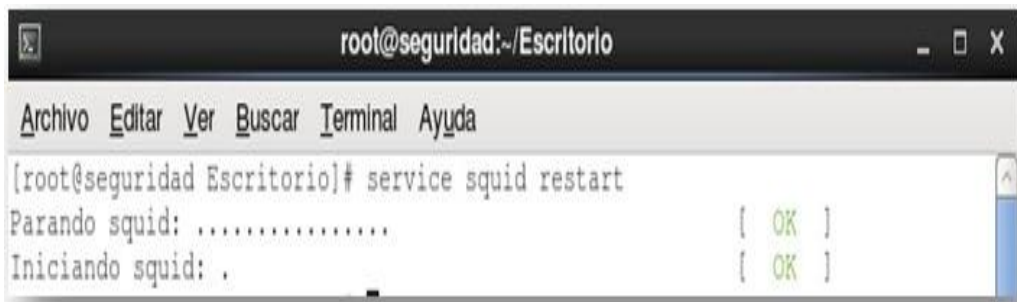 root@seguridad:~/Escritorio
Archivo Editar Ver Buscar Terminal Ayuda
[root@seguridad Escritorio]# service squid restart
Parando squid: ................ [ OK ]
Iniciando squid: . [ OK ]